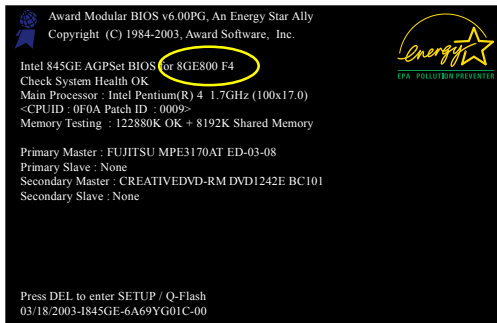 Award Modular BIOS v6.00PG, An Energy Star Ally
Copyright (C) 1984-2003, Award Software, Inc.
energy
EPA POLLUTION PREVENTER
Intel 845GE AGPSet BIOS for 8GE800 F4
Check System Health OK
Main Processor : Intel Pentium(R) 4 1.7GHz (100x17.0)
<CPUID : 0F0A Patch ID : 0009>
Memory Testing : 122880K OK + 8192K Shared Memory
Primary Master : FUJITSU MPE3170AT ED-03-08
Primary Slave : None
Secondary Master : CREATIVEDVD-RM DVD1242E BC101
Secondary Slave : None
Press DEL to enter SETUP / Q-Flash
03/18/2003-I845GE-6A69YG01C-00